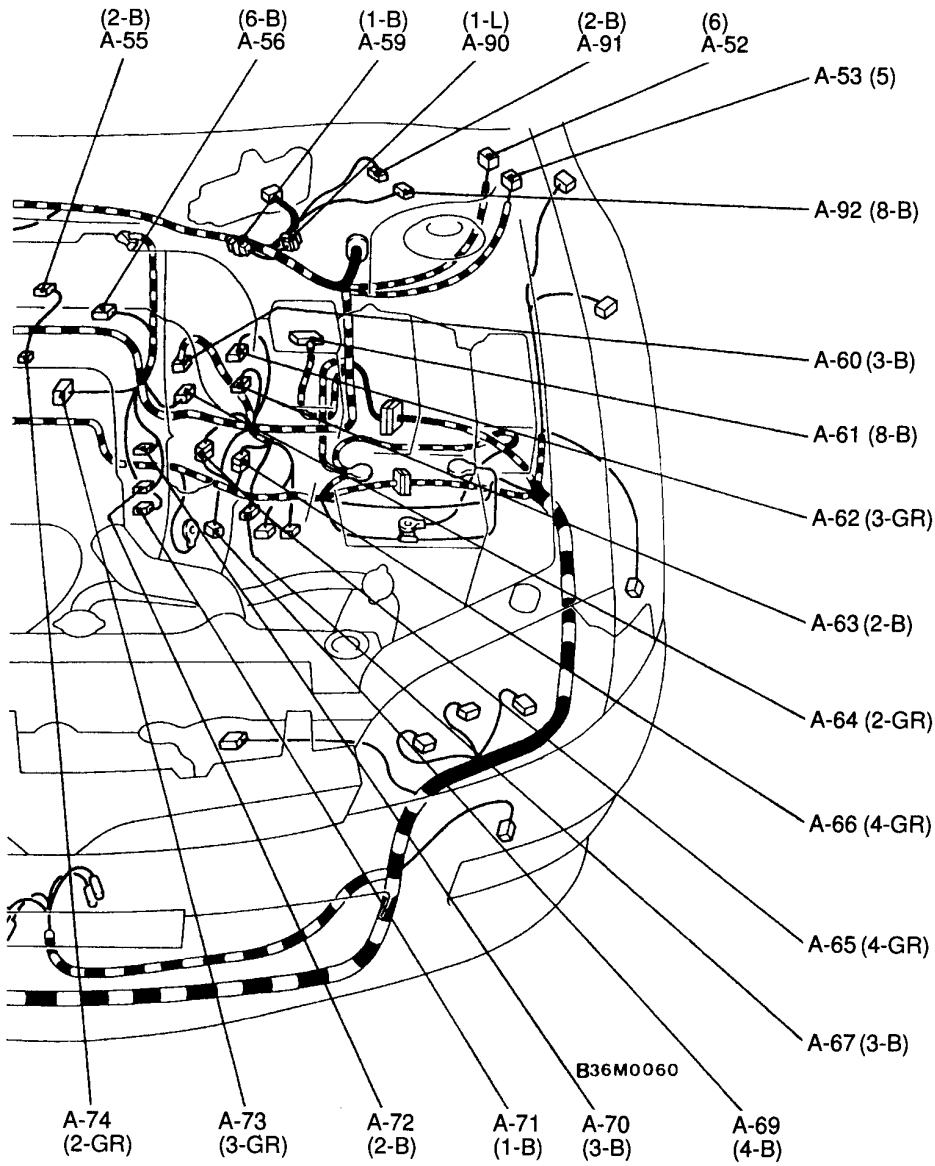 (2-B)
A-55
(6-B)
A-56
(1-B)
A-59
(1-L)
A-90
(2-B)
A-91
(6)
A-52
A-53 (5)
A-92 (8-B)
A-60 (3-B)
A-61 (8-B)
A-62 (3-GR)
A-63 (2-B)
A-64 (2-GR)
A-66 (4-GR)
A-65 (4-GR)
A-67 (3-B)
B36M0060
A-74
(2-GR)
A-73
(3-GR)
A-72
(2-B)
A-71
(1-B)
A-70
(3-B)
A-69
(4-B)